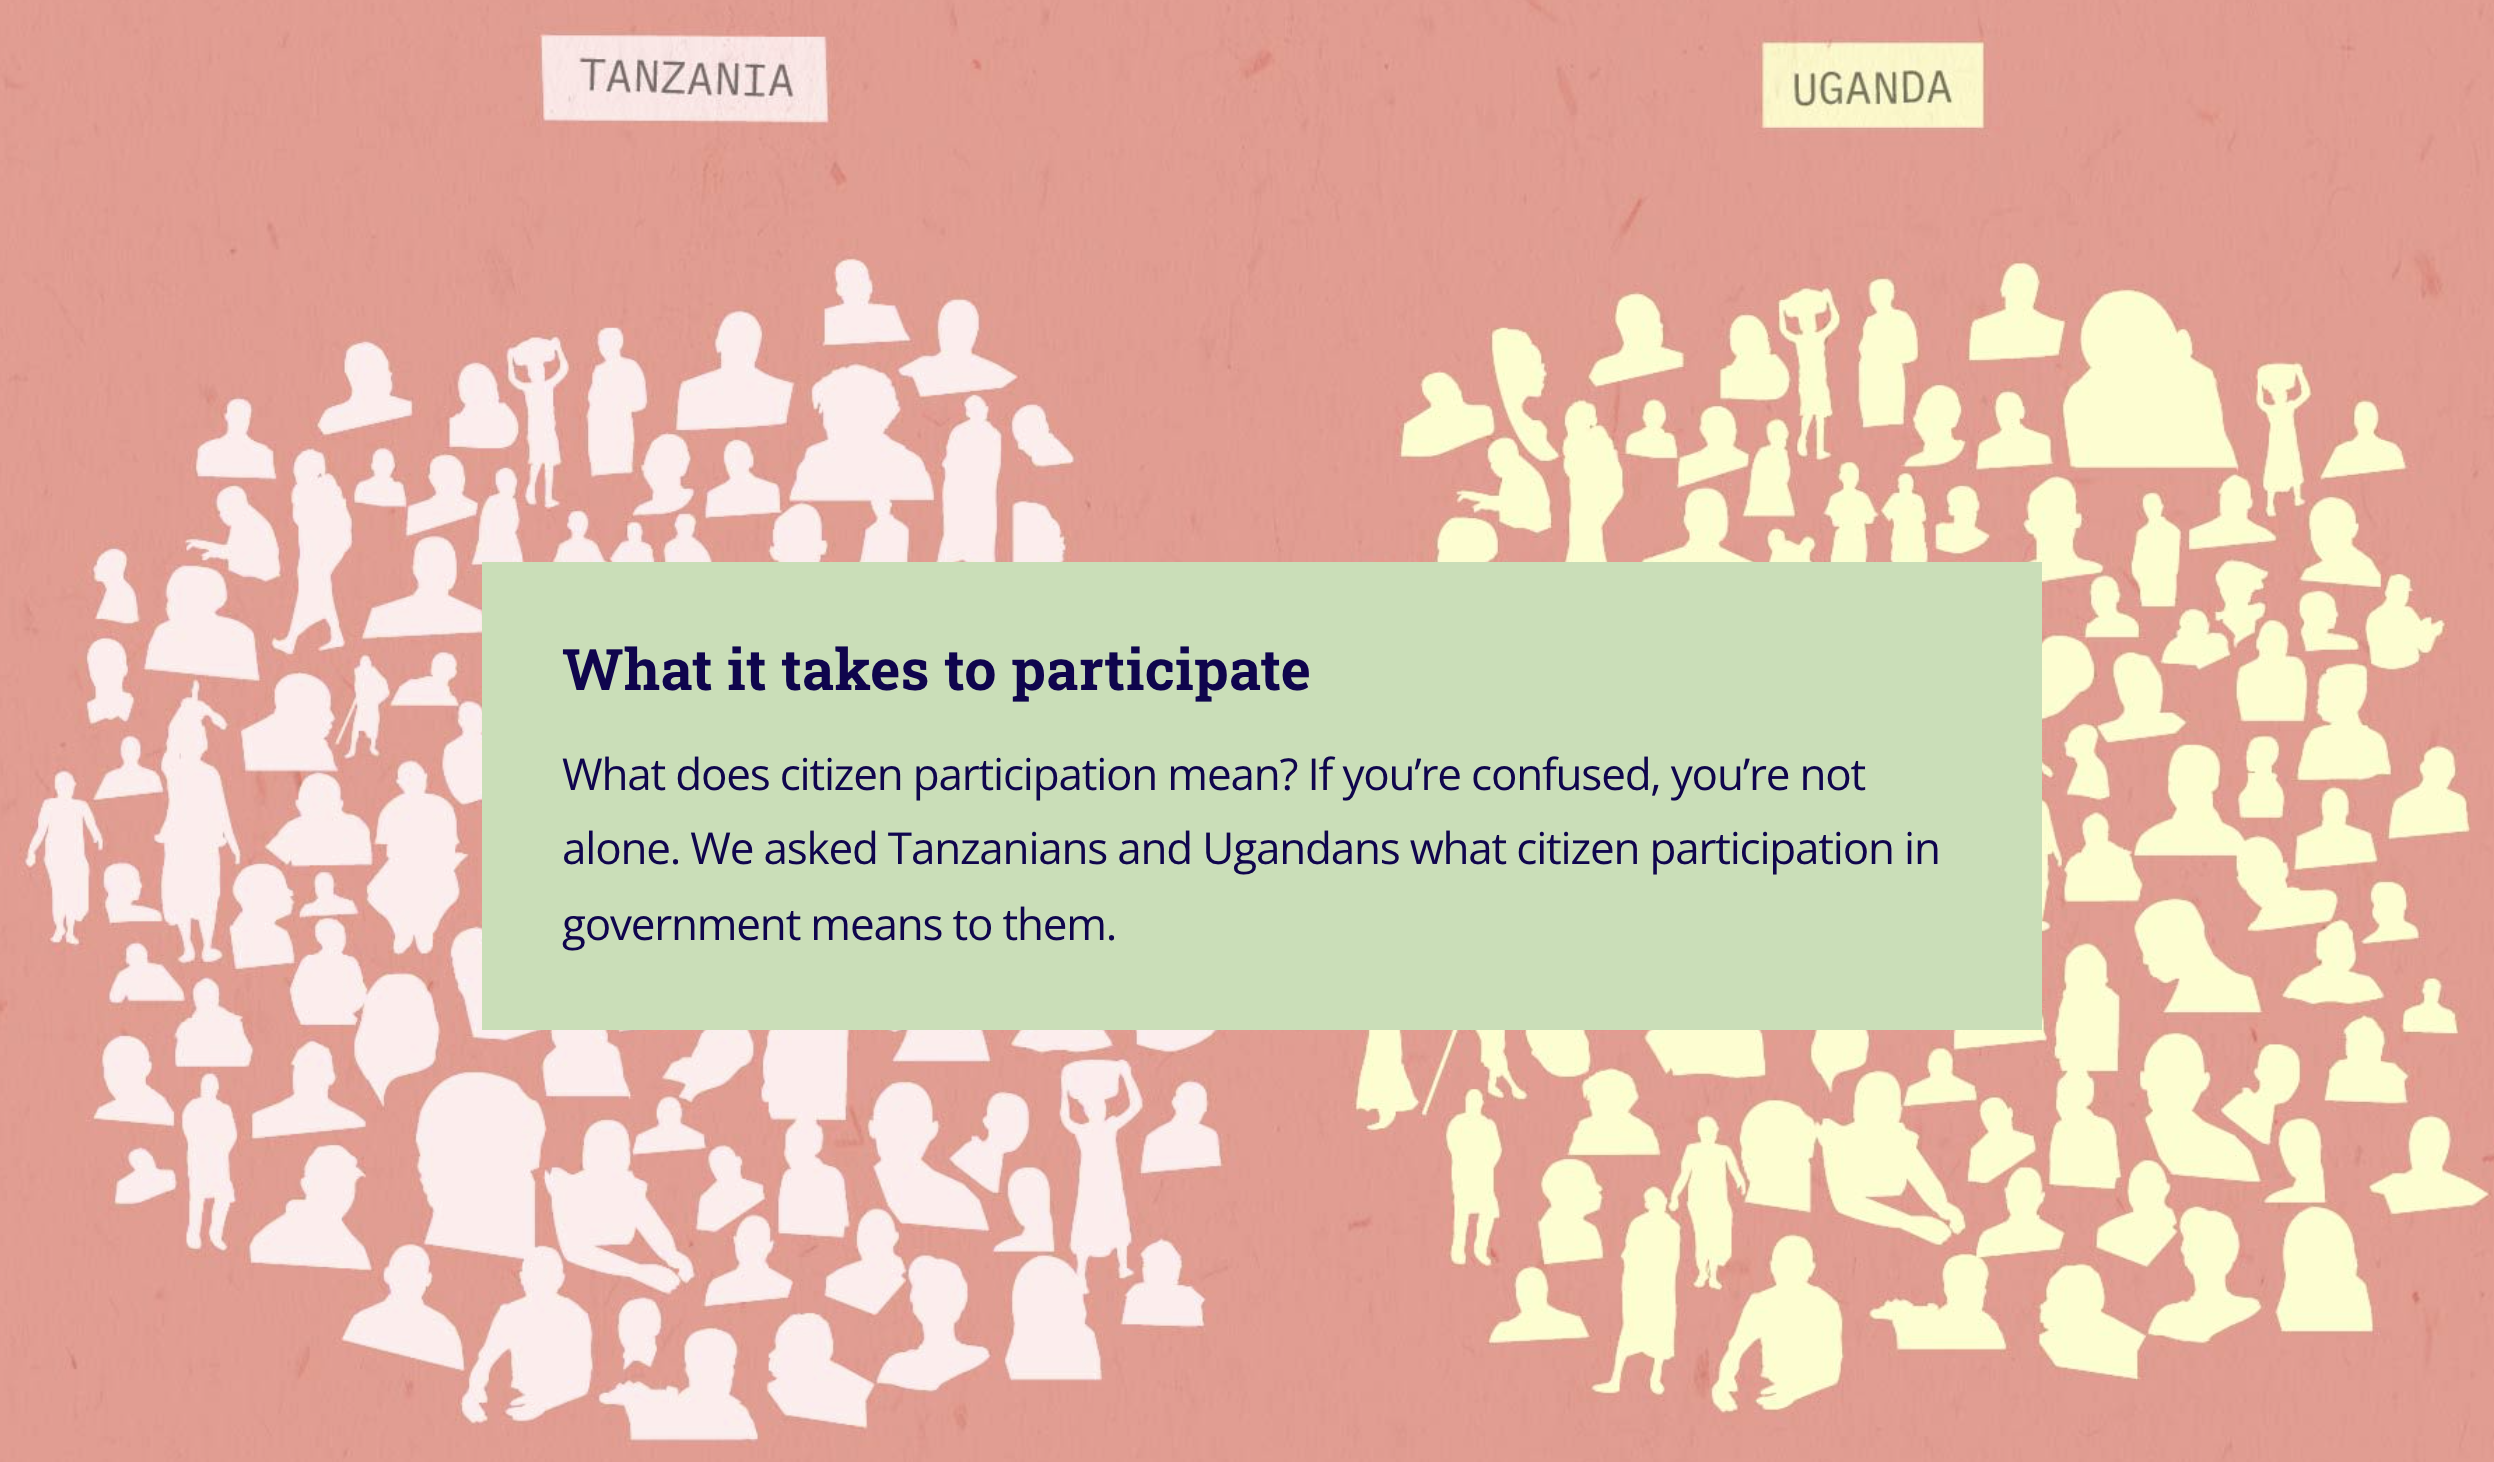 TANZANIA
UGANDA
What it takes to participate
What does citizen participation mean? If you’re confused, you’re not
alone. We asked Tanzanians and Ugandans what citizen participation in
government means to them.